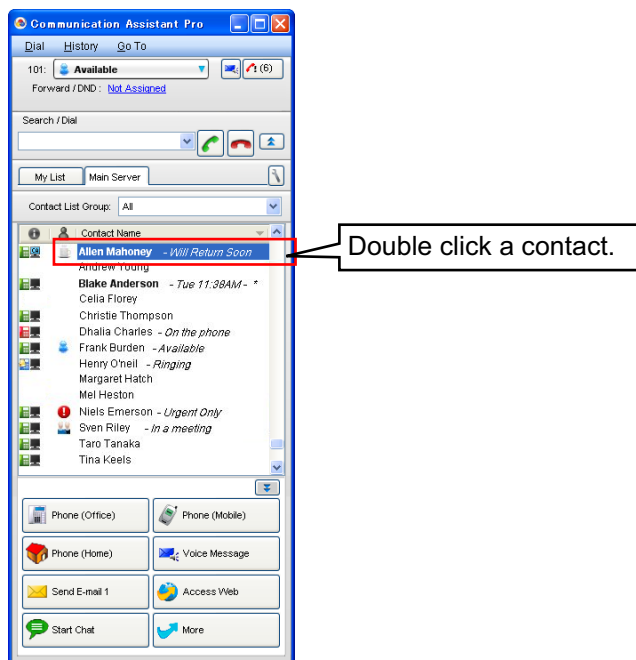 Communication Assistant Pro
Dial History Go To
101: Available (6)
Forward / DND : Not Assigned
Search / Dial
My List Main Server
Contact List Group: All
Contact Name
Allen Mahoney - Will Return Soon
Double click a contact.
Andrew Young
Blake Anderson - Tue 11:38AM - *
Celia Florey
Christie Thompson
Dhalia Charles - On the phone
Frank Burden - Available
Henry O'neil - Ringing
Margaret Hatch
Mel Heston
Niels Emerson - Urgent Only
Sven Riley - In a meeting
Taro Tanaka
Tina Keels
Phone (Office) Phone (Mobile)
Phone (Home) Voice Message
Send E-mail 1 Access Web
Start Chat More